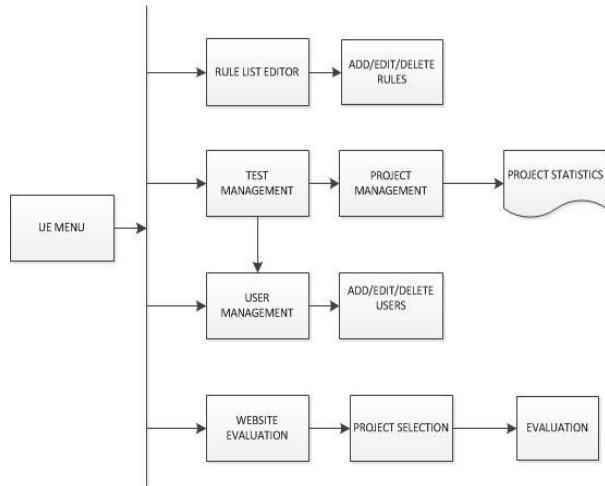 RULE LIST EDITOR
ADD/EDIT/DELETE
RULES
TEST
MANAGEMENT
PROJECT
MANAGEMENT
PROJECT STATISTICS
UE MENU
USER
MANAGEMENT
ADD/EDIT/DELETE
USERS
WEBSITE
EVALUATION
PROJECT SELECTION
EVALUATION